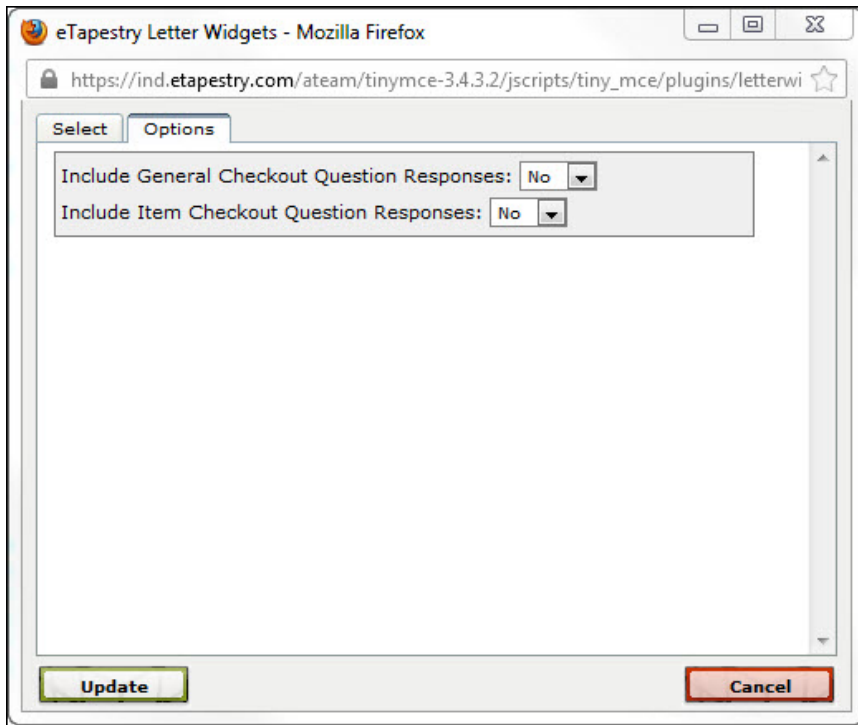 eTapestry Letter Widgets - Mozilla Firefox
https://ind.etapestry.com/ateam/tinymce-3.4.3.2/jscripts/tiny_mce/plugins/letterwi
Select Options
Include General Checkout Question Responses: No
Include Item Checkout Question Responses: No
Update Cancel